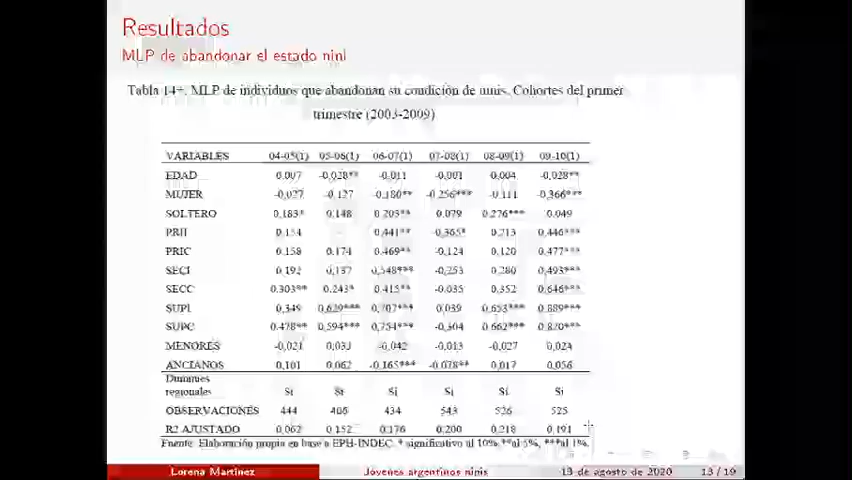 Resultados
MLP de abandonar el estado nini
Tabla 14+. MLP de individuos que abandonan su condición de ninis. Cohortes del primer
trimestre (2003-2009)
VARIABLES 04-05(1) 05-06(1) 06-07(1) 07-08(1) 08-09(1) 09-10(1)
EDAD 0,007 -0,028** -0,011 -0,001 0,004 -0,028**
MUJER -0,027 -0,127 -0,180** -0,256*** -0,111 -0,366***
SOLTERO 0,183* 0,148 0,205** 0,079 0,276*** 0,049
PRII 0,154 - 0,441** -0,365* 0,213 0,446***
PRIC 0,158 0,174 0,469** -0,124 0,120 0,477***
SECI 0,192 0,137 0,548*** -0,253 0,280 0,493***
SECC 0,303** 0,243* 0,415** -0,035 0,352 0,646***
SUPI 0,349 0,629*** 0,707*** 0,039 0,653*** 0,889***
SUPC 0,478** 0,594*** 0,754*** -0,304 0,662*** 0,820***
MENORES -0,021 0,033 -0,042 -0,013 -0,027 0,024
ANCIANOS 0,101 0,062 -0,165*** -0,078** 0,017 0,056
Dummies
regionales Si Si Si Si Si Si
OBSERVACIONES 444 406 434 543 526 525
R2 AJUSTADO 0,062 0,152 0,176 0,200 0,218 0,191
Fuente: Elaboración propia en base a EPH-INDEC. * significativo al 10%, **al 5%, ***al 1%.
Lorena Martínez Jóvenes argentinos ninis 13 de agosto de 2020 13 / 19